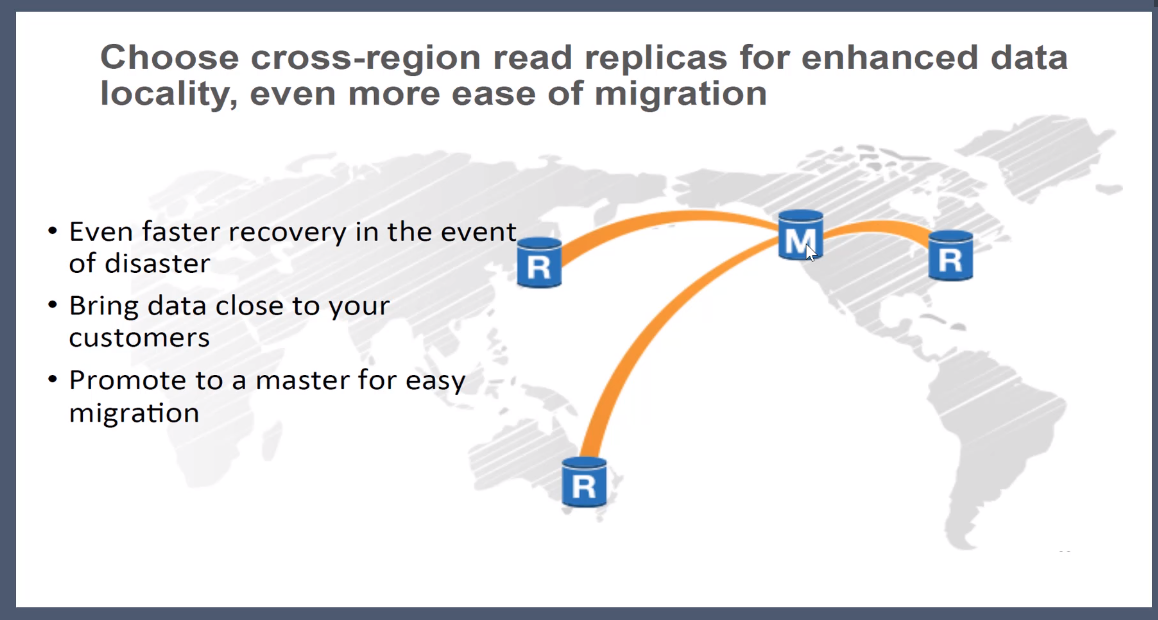 Choose cross-region read replicas for enhanced data
locality, even more ease of migration
• Even faster recovery in the event
of disaster
• Bring data close to your
customers
• Promote to a master for easy
migration
R
M
R
R